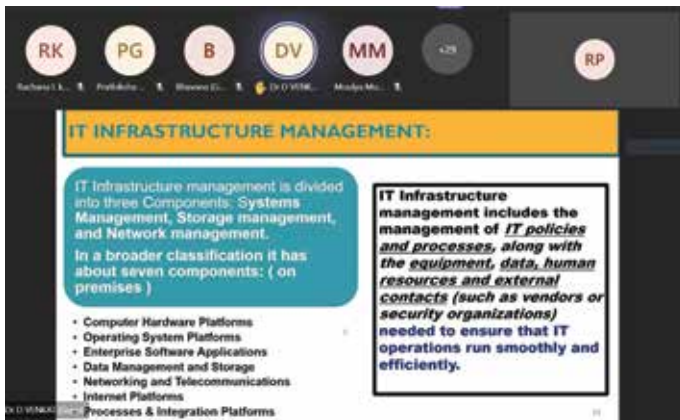 RK
PG
B
DV
MM
+29
RP
Dr D VENK...
IT INFRASTRUCTURE MANAGEMENT:
IT Infrastructure management is divided
into three Components: Systems
Management, Storage management,
and Network management.
In a broader classification it has
about seven components: ( on
premises )
• Computer Hardware Platforms
• Operating System Platforms
• Enterprise Software Applications
• Data Management and Storage
• Networking and Telecommunications
• Internet Platforms
Processes & Integration Platforms
IT Infrastructure
management includes the
management of IT policies
and processes, along with
the equipment, data, human
resources and external
contacts (such as vendors or
security organizations)
needed to ensure that IT
operations run smoothly and
efficiently.
Dr D VENKAT